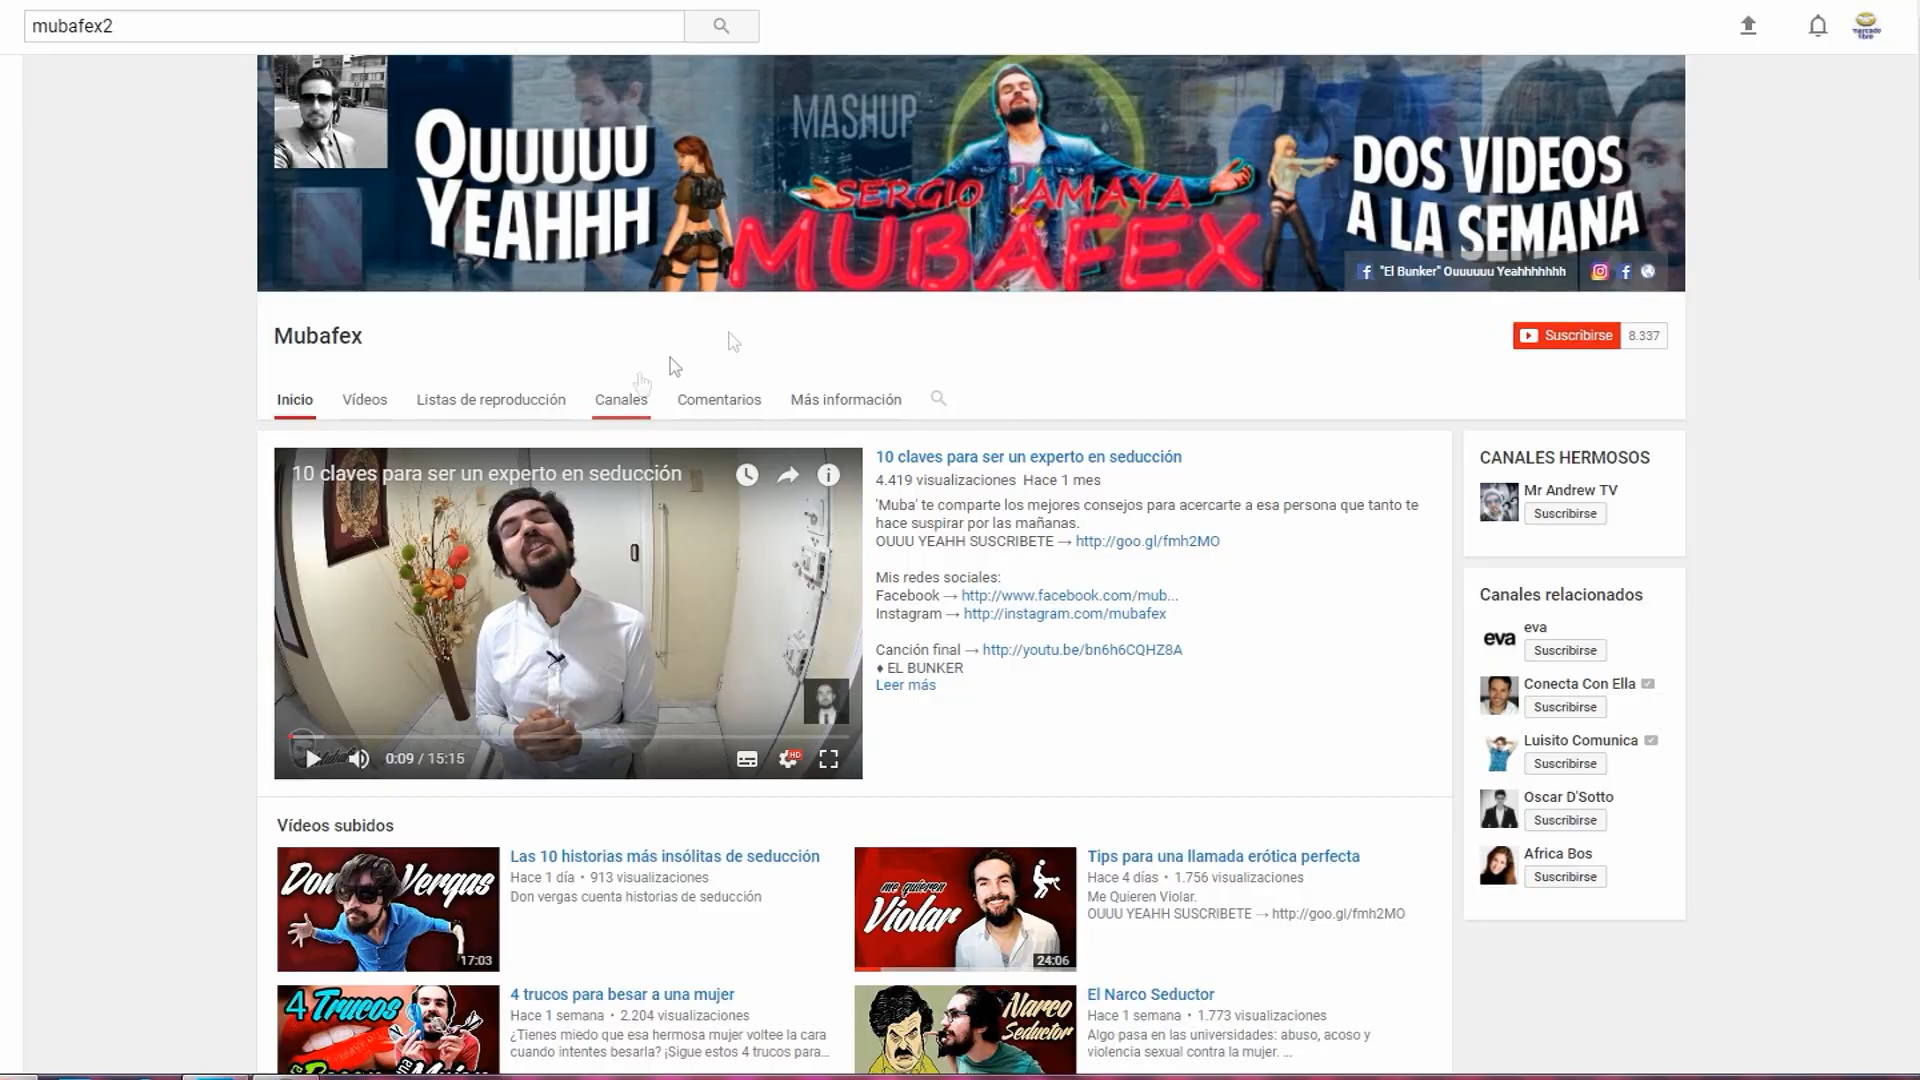 mubafex2
mercado
libre
OUUUUU
YEAHHH
MASHUP
SERGIO AMAYA
MUBAFEX
DOS VIDEOS
A LA SEMANA
"El Bunker" Ouuuuuu Yeahhhhhhh
Mubafex
Suscribirse 8.337
Inicio Vídeos Listas de reproducción Canales Comentarios Más información
10 claves para ser un experto en seducción
0:09 / 15:15
HD
10 claves para ser un experto en seducción
4.419 visualizaciones Hace 1 mes
'Muba' te comparte los mejores consejos para acercarte a esa persona que tanto te
hace suspirar por las mañanas.
OUUU YEAHH SUSCRIBETE → http://goo.gl/fmh2MO
Mis redes sociales:
Facebook → http://www.facebook.com/mub...
Instagram → http://instagram.com/mubafex
Canción final → http://youtu.be/bn6h6CQHZ8A
♦ EL BUNKER
Leer más
CANALES HERMOSOS
Mr Andrew TV
Suscribirse
Canales relacionados
eva
eva
Suscribirse
Conecta Con Ella
Suscribirse
Luisito Comunica
Suscribirse
Oscar D'Sotto
Suscribirse
Africa Bos
Suscribirse
Vídeos subidos
Don Vergas
17:03
Las 10 historias más insólitas de seducción
Hace 1 día • 913 visualizaciones
Don vergas cuenta historias de seducción
me quieren
Violar
24:06
Tips para una llamada erótica perfecta
Hace 4 días • 1.756 visualizaciones
Me Quieren Violar.
OUUU YEAHH SUSCRIBETE → http://goo.gl/fmh2MO
4 Trucos
4 trucos para besar a una mujer
Hace 1 semana • 2.204 visualizaciones
¿Tienes miedo que esa hermosa mujer voltee la cara
cuando intentes besarla? ¡Sigue estos 4 trucos para...
Narco
Seductor
El Narco Seductor
Hace 1 semana • 1.773 visualizaciones
Algo pasa en las universidades: abuso, acoso y
violencia sexual contra la mujer. ...